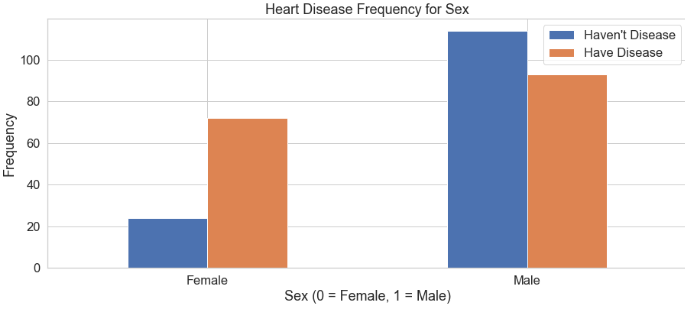 Heart Disease Frequency for Sex
Haven't Disease
Have Disease
Frequency
100
80
60
40
20
0
Female
Male
Sex (0 = Female, 1 = Male)